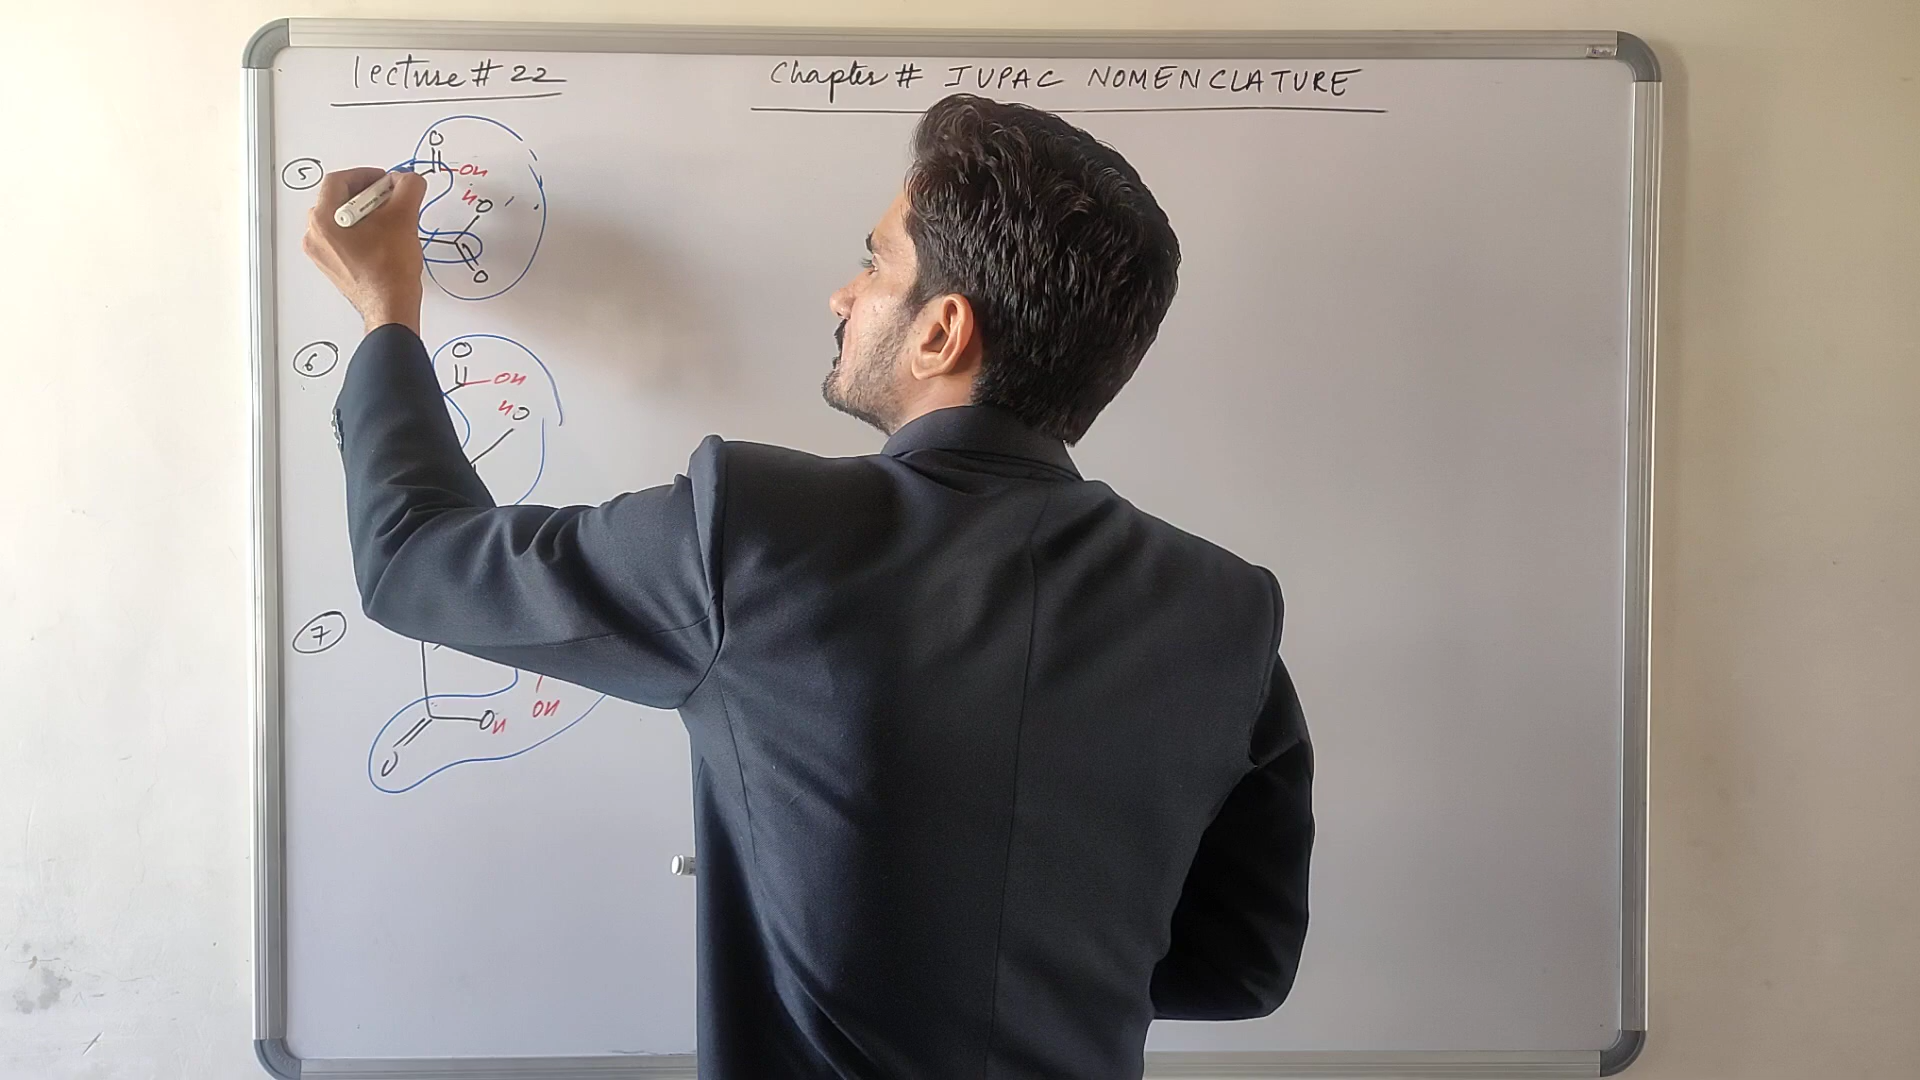 Lecture # 22
Chapter # IUPAC NOMENCLATURE
5
O
OH
HO
O
6
O
OH
HO
7
OH
OH
O